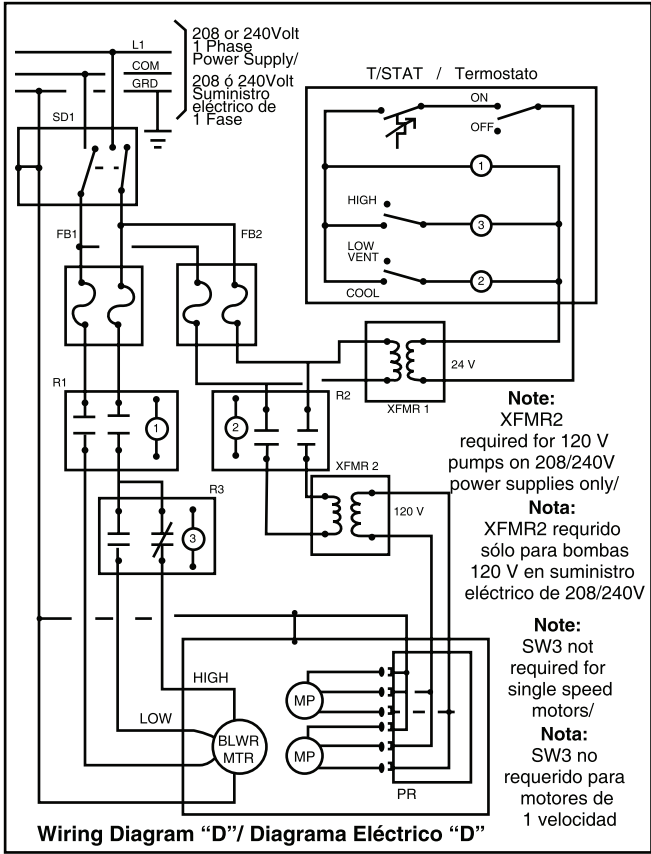 L1
COM
GRD
208 or 240Volt
1 Phase
Power Supply/
208 ó 240Volt
Suministro
eléctrico de
1 Fase
T/STAT / Termostato
ON
OFF
1
HIGH
3
LOW
VENT
2
COOL
SD1
FB1
FB2
24 V
XFMR 1
R1
1
2
R2
XFMR 2
120 V
R3
3
Note:
XFMR2
required for 120 V
pumps on 208/240V
power supplies only/
Nota:
XFMR2 requrido
sólo para bombas
120 V en suministro
eléctrico de 208/240V
Note:
SW3 not
required for
single speed
motors/
Nota:
SW3 no
requerido para
motores de
1 velocidad
HIGH
LOW
BLWR
MTR
MP
MP
PR
Wiring Diagram “D”/ Diagrama Eléctrico “D”